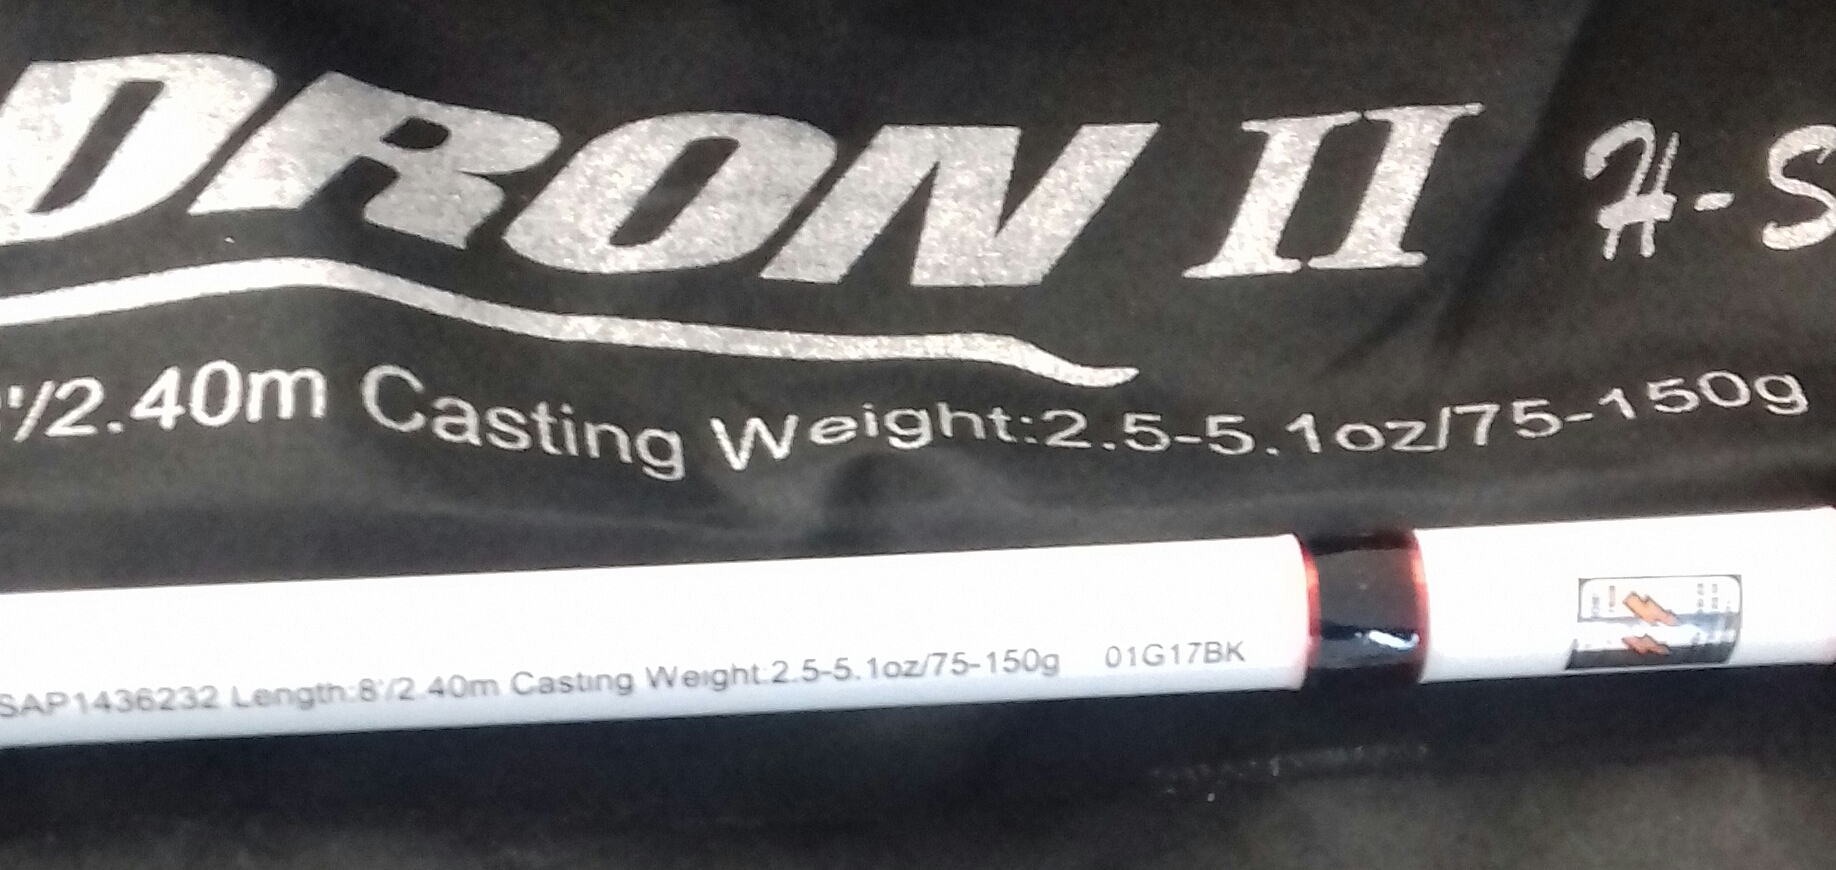 DRON II H-S
'/2.40m Casting Weight:2.5-5.1oz/75-150g
SAP1436232 Length:8'/2.40m Casting Weight:2.5-5.1oz/75-150g 01G17BK